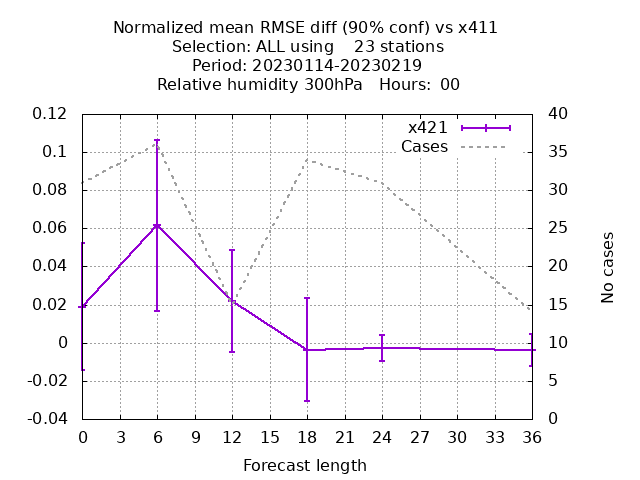 Normalized mean RMSE diff (90% conf) vs x411
Selection: ALL using    23 stations
Period: 20230114-20230219
Relative humidity 300hPa   Hours:  00
x421
Cases
0.12
0.1
0.08
0.06
0.04
0.02
0
-0.02
-0.04
40
35
30
25
20
15
10
5
0
No cases
0 3 6 9 12 15 18 21 24 27 30 33 36
Forecast length